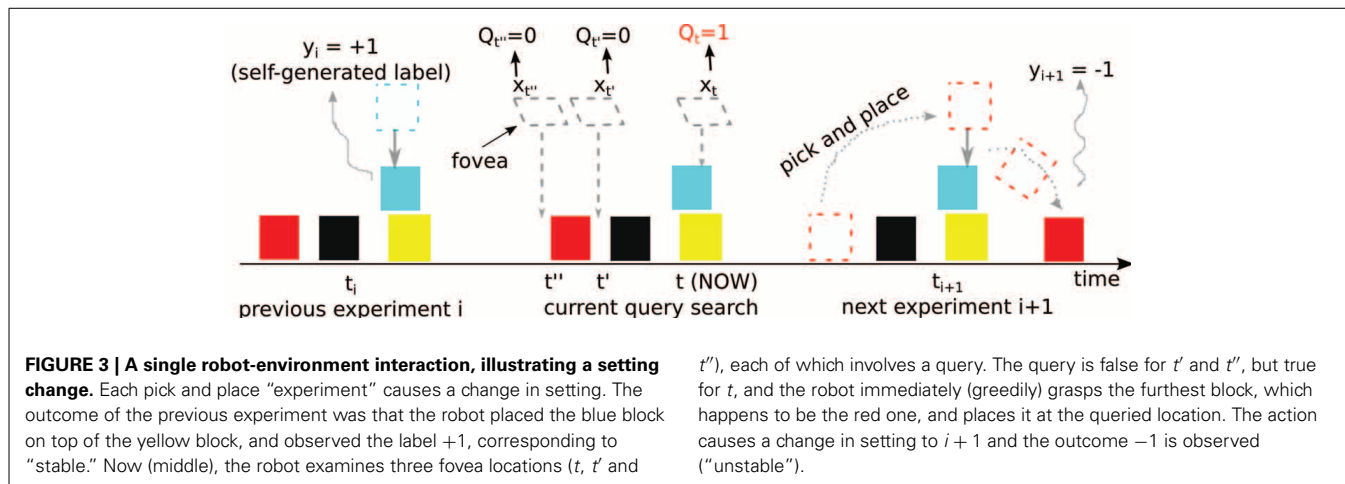 y_i = +1
(self-generated label)
Q_t''=0
Q_t'=0
Q_t=1
x_t''
x_t'
x_t
fovea
pick and place
y_{i+1} = -1
t_i
previous experiment i
t''
t'
t (NOW)
current query search
t_{i+1}
next experiment i+1
time
FIGURE 3 | A single robot-environment interaction, illustrating a setting
change. Each pick and place “experiment” causes a change in setting. The
outcome of the previous experiment was that the robot placed the blue block
on top of the yellow block, and observed the label +1, corresponding to
“stable.” Now (middle), the robot examines three fovea locations (t, t′ and
t″), each of which involves a query. The query is false for t′ and t″, but true
for t, and the robot immediately (greedily) grasps the furthest block, which
happens to be the red one, and places it at the queried location. The action
causes a change in setting to i + 1 and the outcome −1 is observed
(“unstable”).